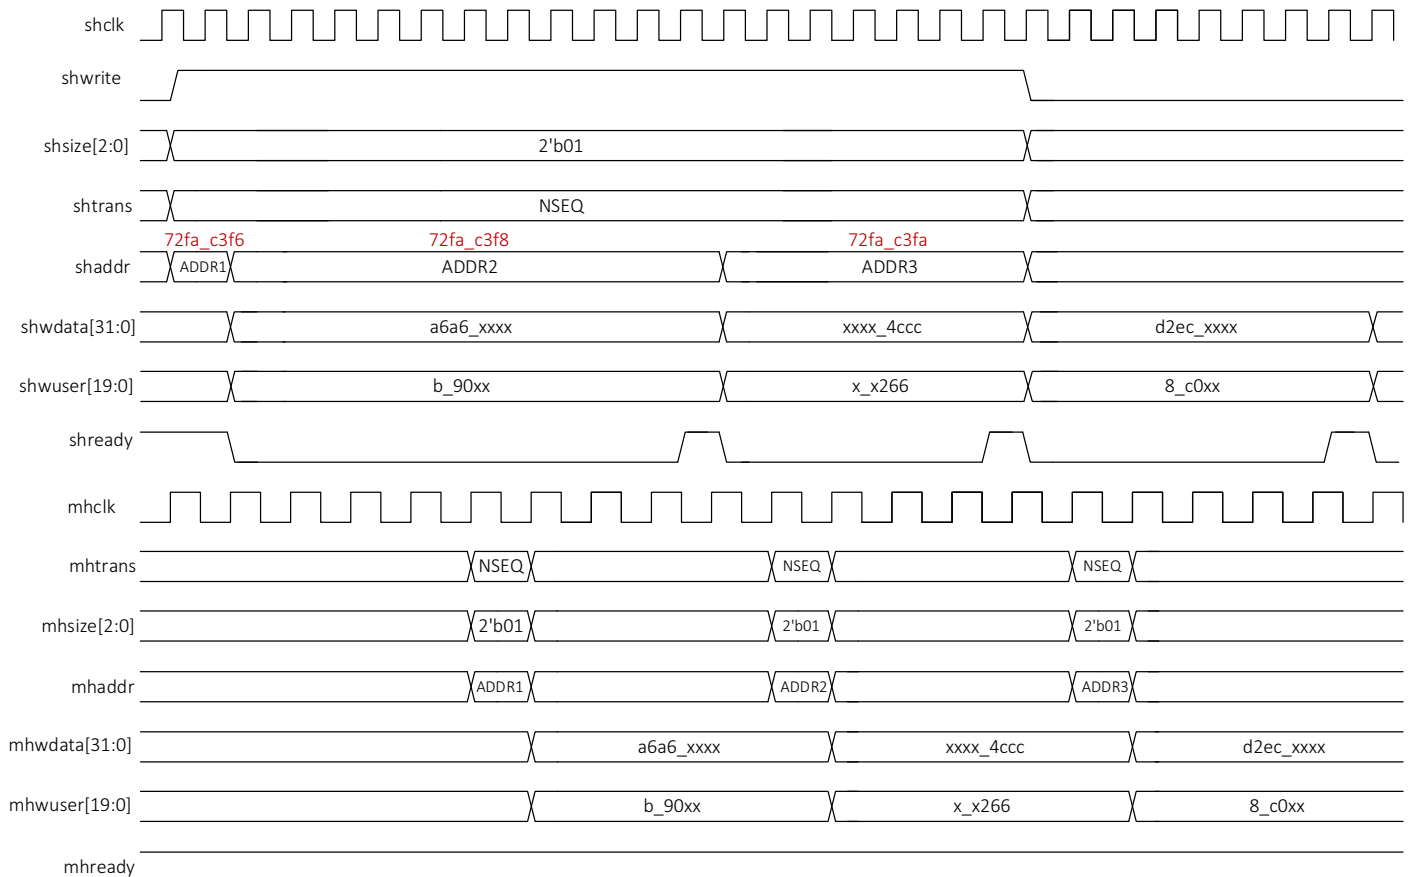 shclk
shwrite
shsize[2:0] 2'b01
shtrans NSEQ
72fa_c3f6 72fa_c3f8 72fa_c3fa
shaddr ADDR1 ADDR2 ADDR3
shwdata[31:0] a6a6_xxxx xxxx_4ccc d2ec_xxxx
shwuser[19:0] b_90xx x_x266 8_c0xx
shready
mhclk
mhtrans NSEQ NSEQ NSEQ
mhsize[2:0] 2'b01 2'b01 2'b01
mhaddr ADDR1 ADDR2 ADDR3
mhwdata[31:0] a6a6_xxxx xxxx_4ccc d2ec_xxxx
mhwuser[19:0] b_90xx x_x266 8_c0xx
mhready